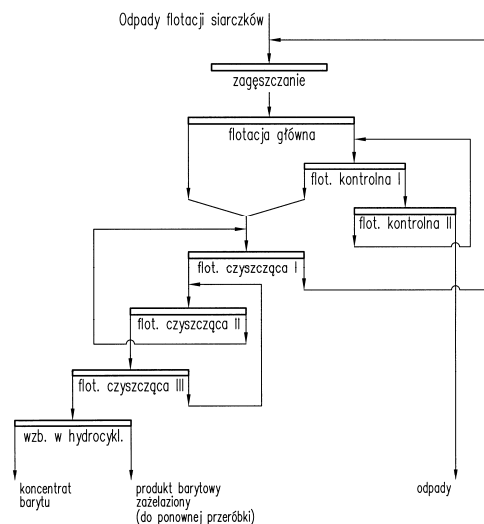 Odpady flotacji siarczków
zagęszczanie
flotacja główna
flot. kontrolna I
flot. kontrolna II
flot. czyszcząca I
flot. czyszcząca II
flot. czyszcząca III
wzb. w hydrocykl.
koncentrat
barytu
produkt barytowy
zażelaziony
(do ponownej przeróbki)
odpady